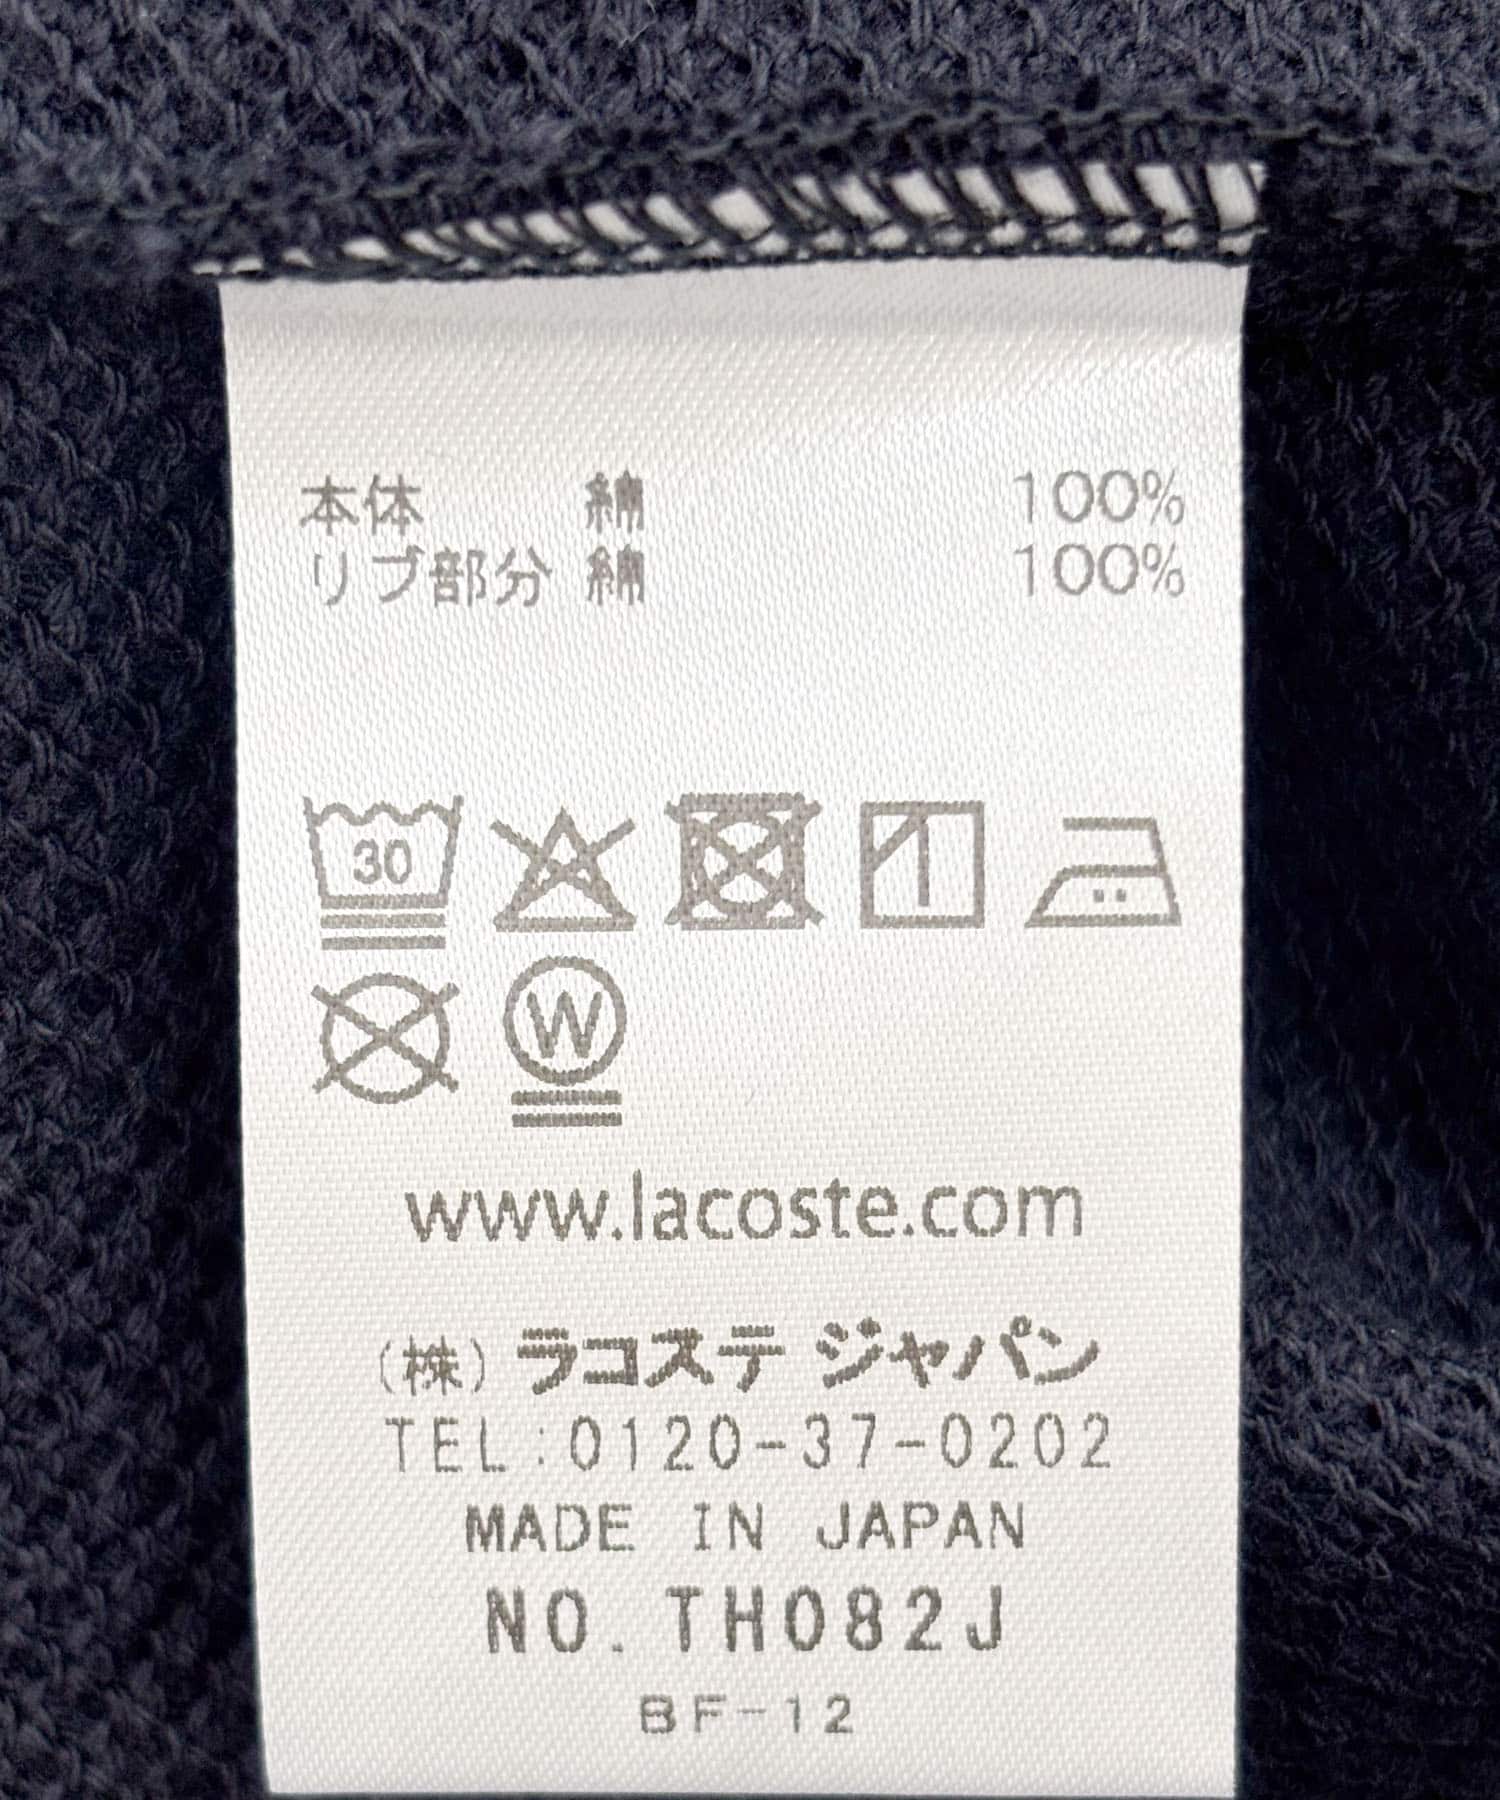 本体 綿 100%
リブ部分 綿 100%
30
W
www.lacoste.com
(株) ラコステ ジャパン
TEL:0120-37-0202
MADE IN JAPAN
NO. TH082J
BF-12